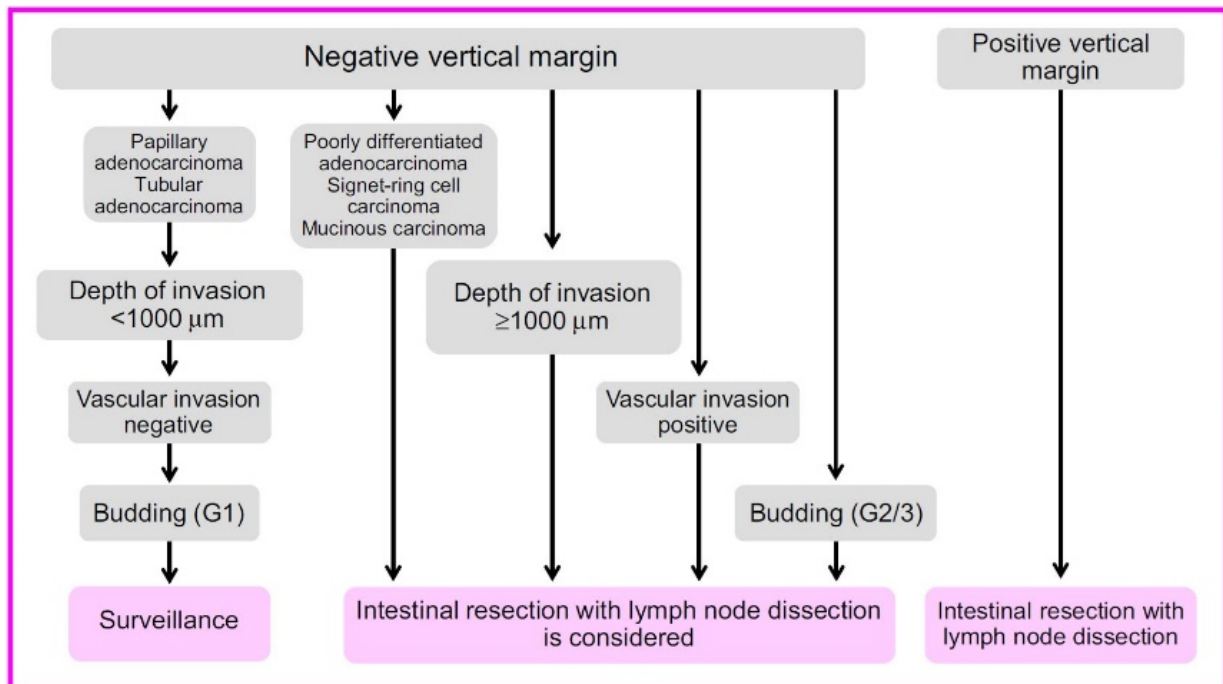 Negative vertical margin
Positive vertical
margin
Papillary
adenocarcinoma
Tubular
adenocarcinoma
Poorly differentiated
adenocarcinoma
Signet-ring cell
carcinoma
Mucinous carcinoma
Depth of invasion
<1000 μm
Depth of invasion
≥1000 μm
Vascular invasion
negative
Vascular invasion
positive
Budding (G1)
Budding (G2/3)
Surveillance
Intestinal resection with lymph node dissection
is considered
Intestinal resection with
lymph node dissection